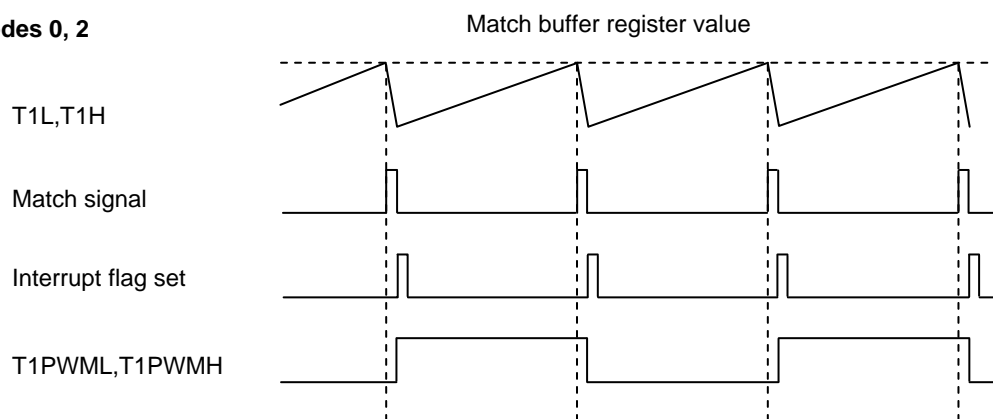 des 0, 2
Match buffer register value
T1L,T1H
Match signal
Interrupt flag set
T1PWML,T1PWMH